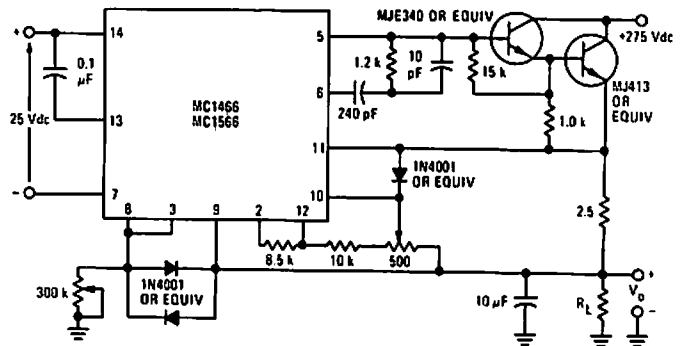 MJE340 OR EQUIV
+
+275 Vdc
14
5
1.2 k
10
pF
15 k
MJ413
OR
EQUIV
+
0.1
μF
25 Vdc
MC1466
MC1566
6
240 pF
1.0 k
13
11
1N4001
OR EQUIV
10
−
7
8
3
9
2
12
2.5
8.5 k
10 k
500
300 k
1N4001
OR EQUIV
10 μF
RL
+
Vo
−